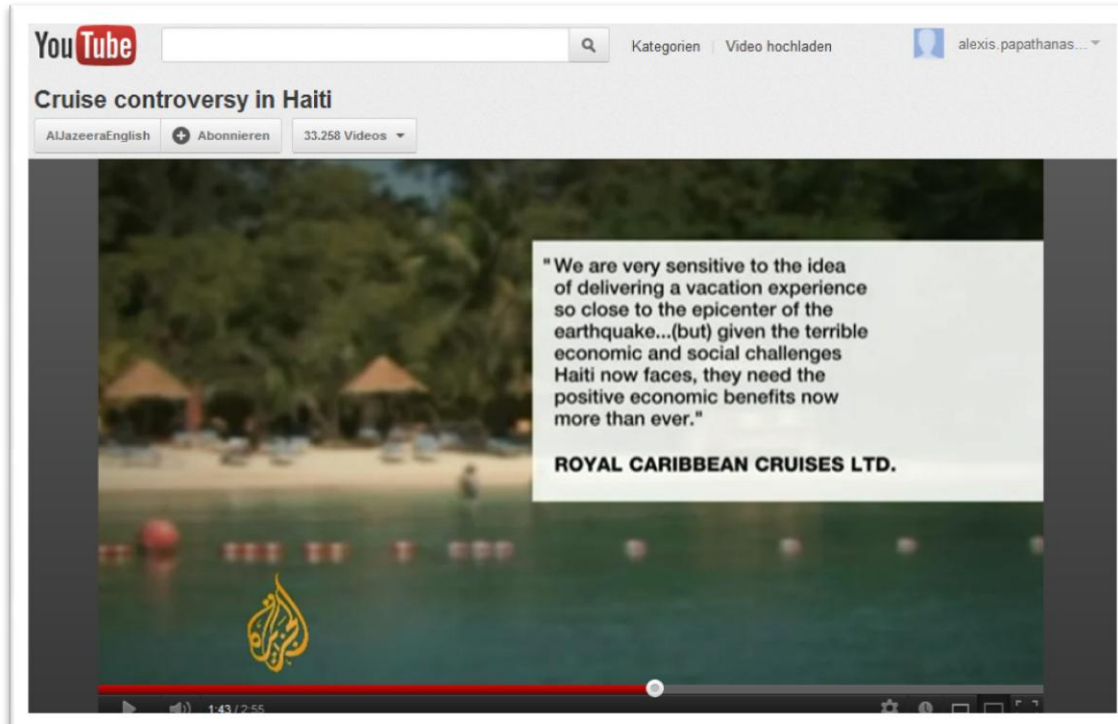 YouTube
Kategorien | Video hochladen
alexis.papathanas...
Cruise controversy in Haiti
AlJazeeraEnglish
Abonnieren
33.258 Videos
"We are very sensitive to the idea
of delivering a vacation experience
so close to the epicenter of the
earthquake...(but) given the terrible
economic and social challenges
Haiti now faces, they need the
positive economic benefits now
more than ever."
ROYAL CARIBBEAN CRUISES LTD.
الجزيرة
1:43 / 2:55